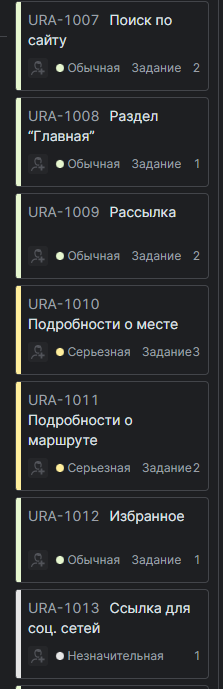 URA-1007 Поиск по
сайту
Обычная Задание 2
URA-1008 Раздел
“Главная”
Обычная Задание 1
URA-1009 Рассылка
Обычная Задание 2
URA-1010
Подробности о месте
Серьезная Задание3
URA-1011
Подробности о
маршруте
Серьезная Задание2
URA-1012 Избранное
Обычная Задание 1
URA-1013 Ссылка для
соц. сетей
Незначительная 1